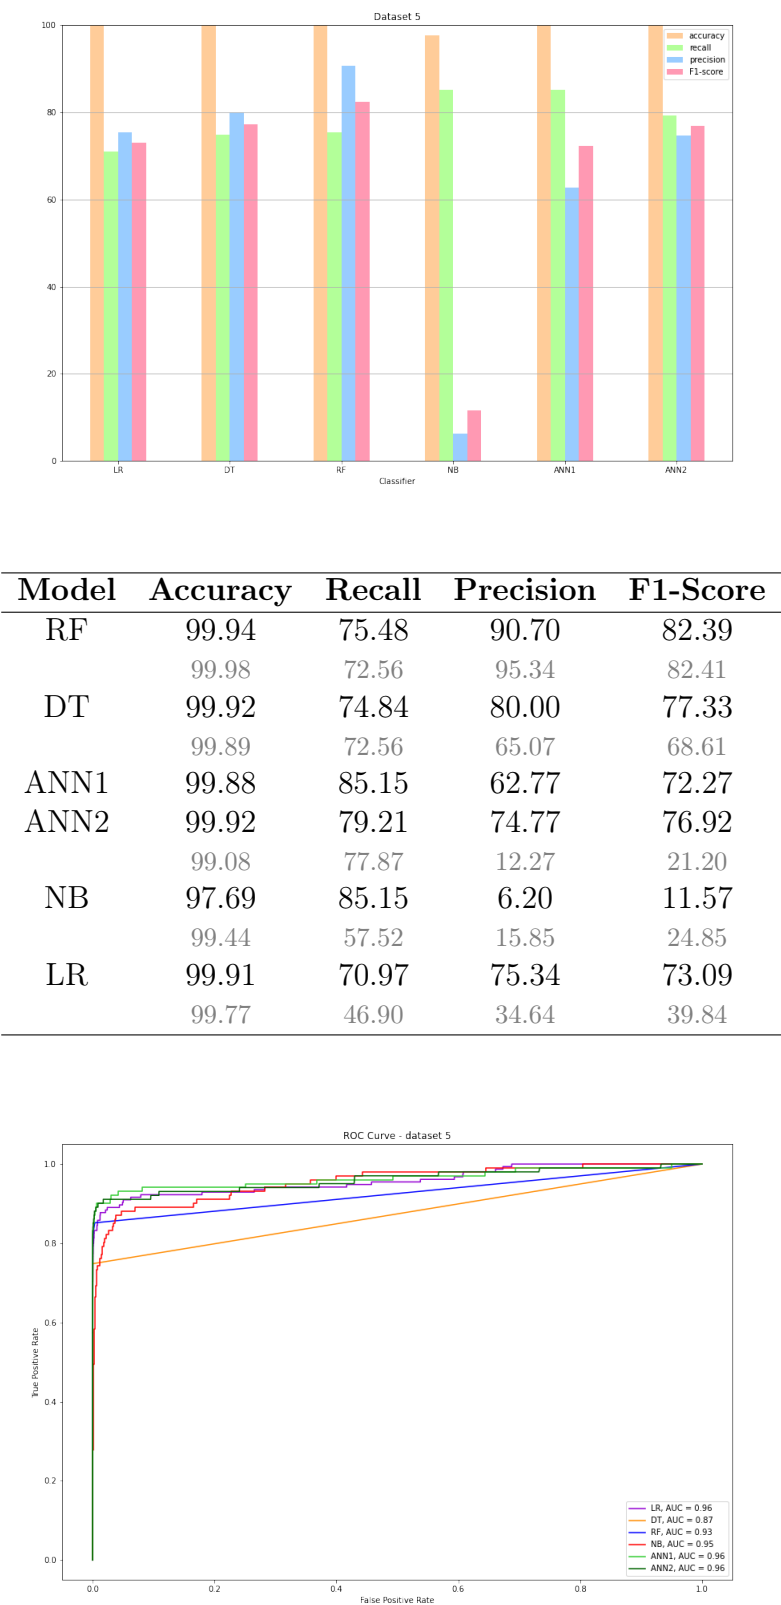 Dataset 5
100
80
60
40
20
0
accuracy
recall
precision
F1-score
LR DT RF NB ANN1 ANN2
Classifier
Model Accuracy Recall Precision F1-Score
RF 99.94 75.48 90.70 82.39
99.98 72.56 95.34 82.41
DT 99.92 74.84 80.00 77.33
99.89 72.56 65.07 68.61
ANN1 99.88 85.15 62.77 72.27
ANN2 99.92 79.21 74.77 76.92
99.08 77.87 12.27 21.20
NB 97.69 85.15 6.20 11.57
99.44 57.52 15.85 24.85
LR 99.91 70.97 75.34 73.09
99.77 46.90 34.64 39.84
ROC Curve - dataset 5
1.0
0.8
0.6
0.4
0.2
0.0
True Positive Rate
LR, AUC = 0.96
DT, AUC = 0.87
RF, AUC = 0.93
NB, AUC = 0.95
ANN1, AUC = 0.96
ANN2, AUC = 0.96
0.0 0.2 0.4 0.6 0.8 1.0
False Positive Rate